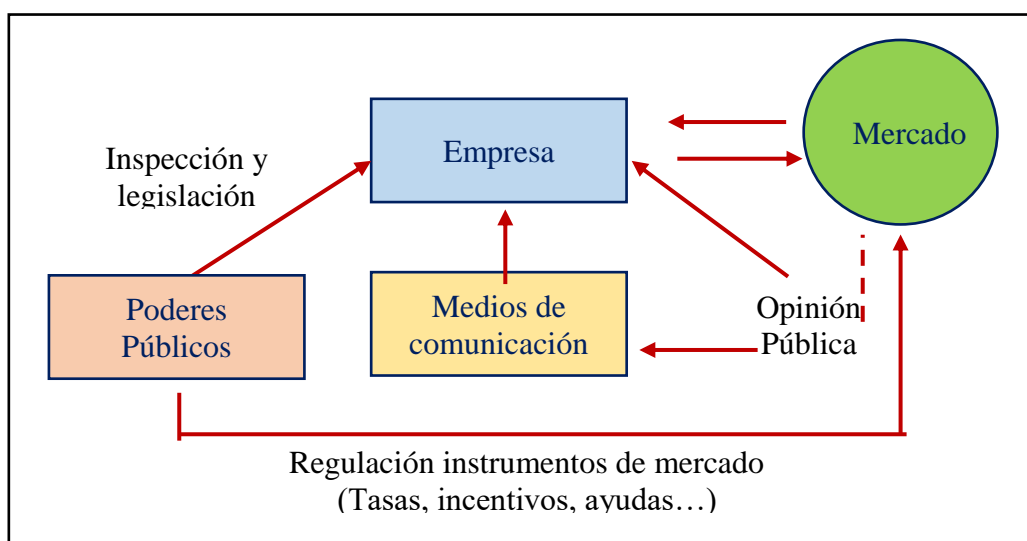 Mercado
Empresa
Inspección y
legislación
Poderes
Públicos
Medios de
comunicación
Opinión
Pública
Regulación instrumentos de mercado
(Tasas, incentivos, ayudas…)